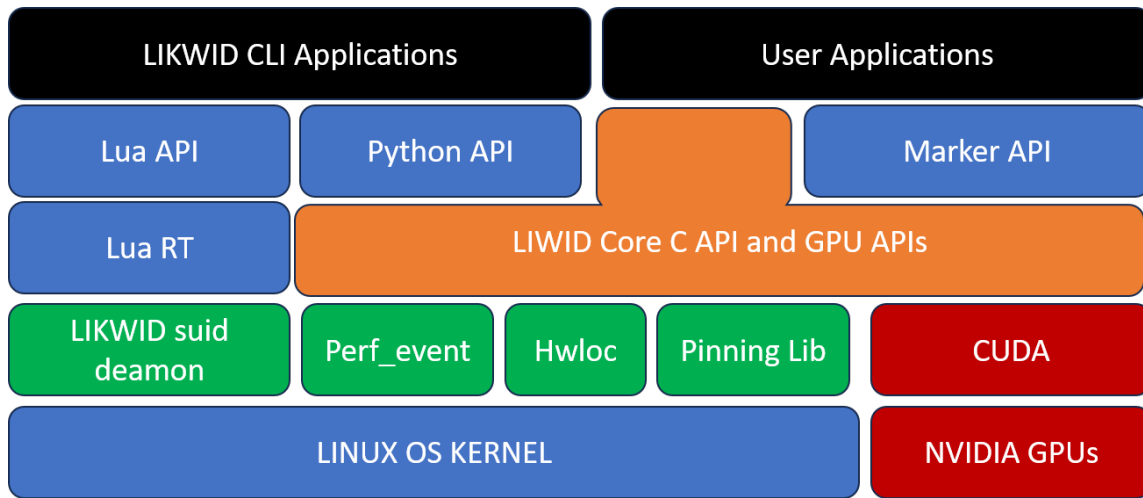 LIKWID CLI Applications
User Applications
Lua API
Python API
Marker API
Lua RT
LIWID Core C API and GPU APIs
LIKWID suid
deamon
Perf_event
Hwloc
Pinning Lib
CUDA
LINUX OS KERNEL
NVIDIA GPUs